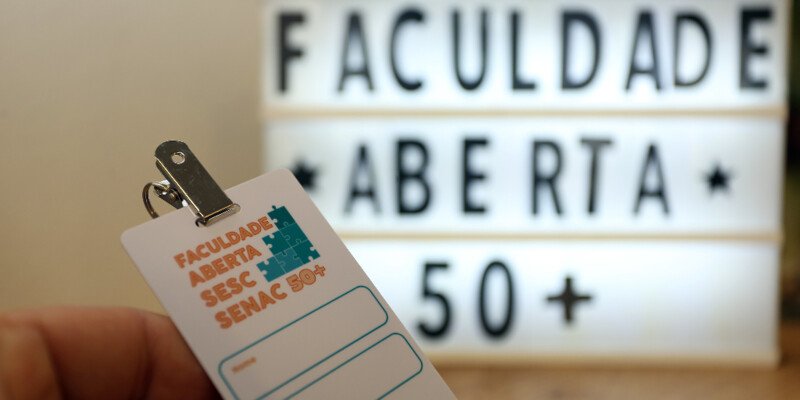 FACULDADE
ABERTA
50+
FACULDADE
ABERTA
SESC
SENAC 50+